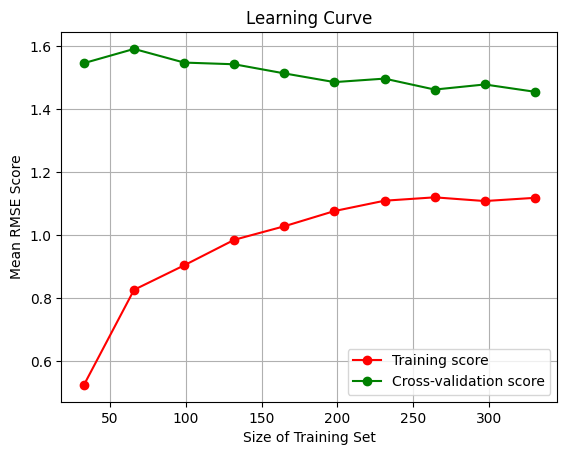 Learning Curve
Mean RMSE Score
1.6
1.4
1.2
1.0
0.8
0.6
50
100
150
200
250
300
Size of Training Set
Training score
Cross-validation score